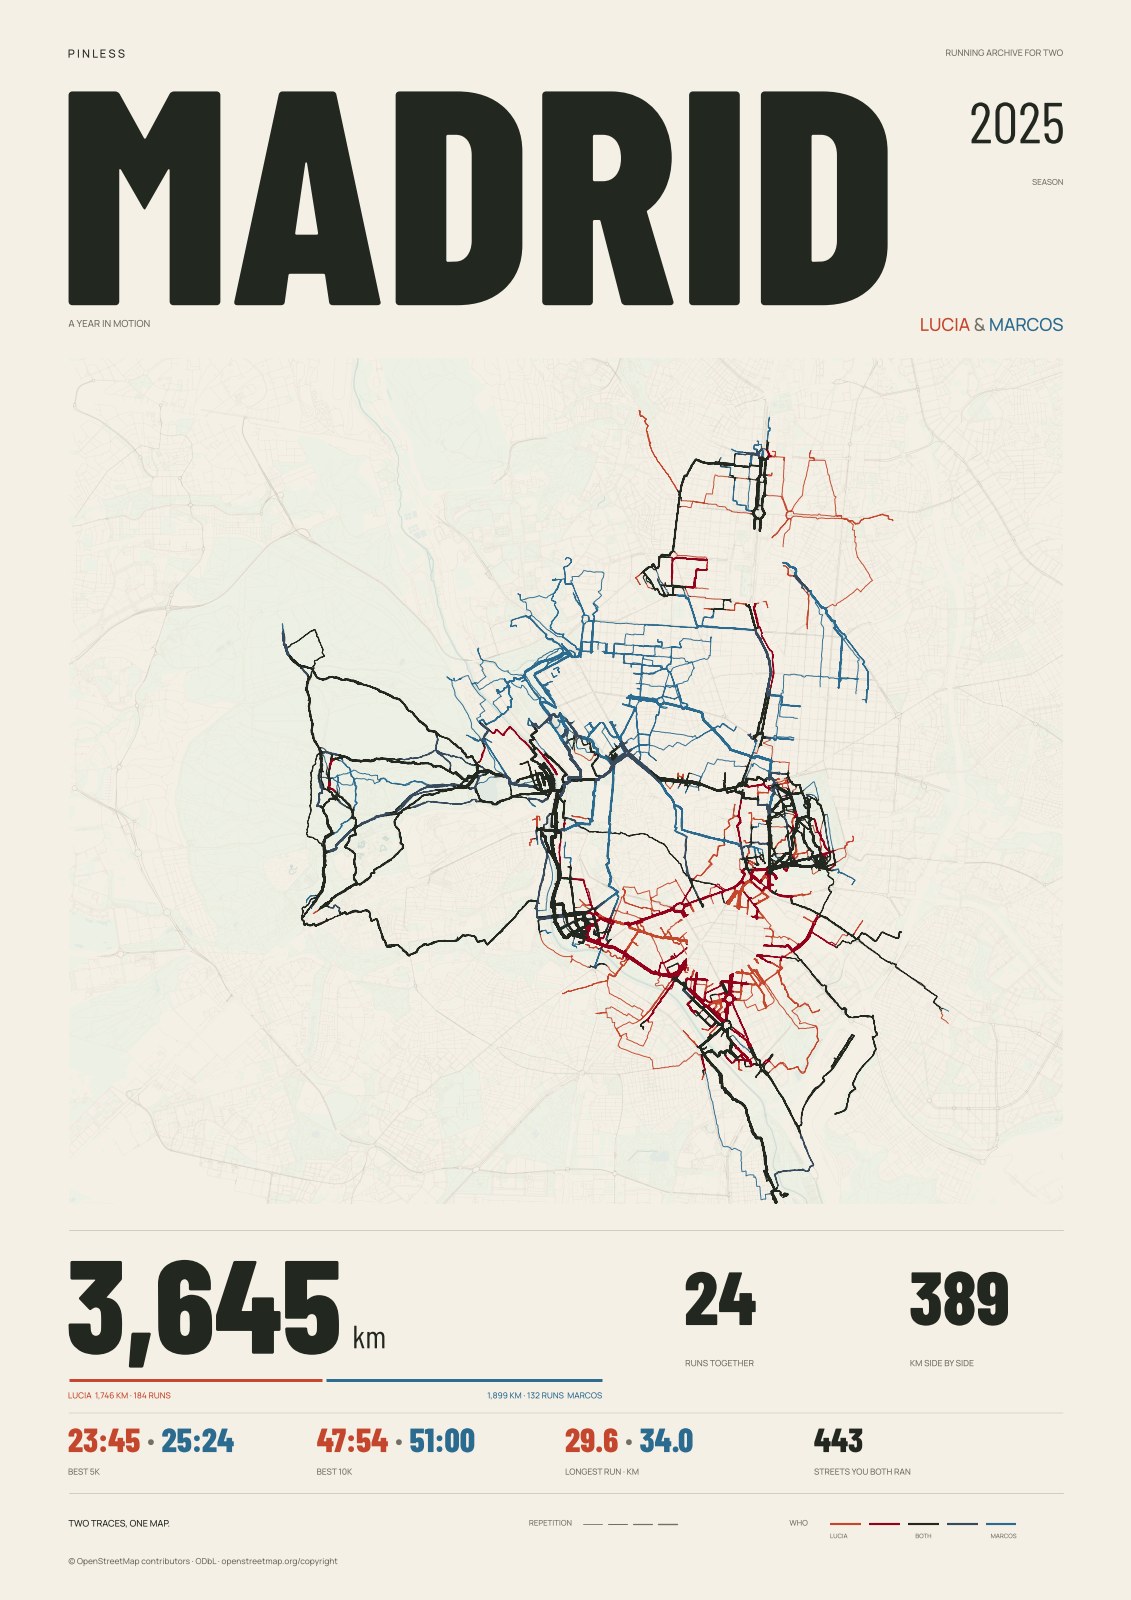 PINLESS
RUNNING ARCHIVE FOR TWO
MADRID
2025
SEASON
A YEAR IN MOTION
LUCIA & MARCOS
3,645 km
24
RUNS TOGETHER
389
KM SIDE BY SIDE
LUCIA 1,746 KM · 184 RUNS
1,899 KM · 132 RUNS MARCOS
23:45 · 25:24
BEST 5K
47:54 · 51:00
BEST 10K
29.6 · 34.0
LONGEST RUN · KM
443
STREETS YOU BOTH RAN
TWO TRACES, ONE MAP.
REPETITION
WHO
LUCIA
BOTH
MARCOS
© OpenStreetMap contributors · ODbL · openstreetmap.org/copyright